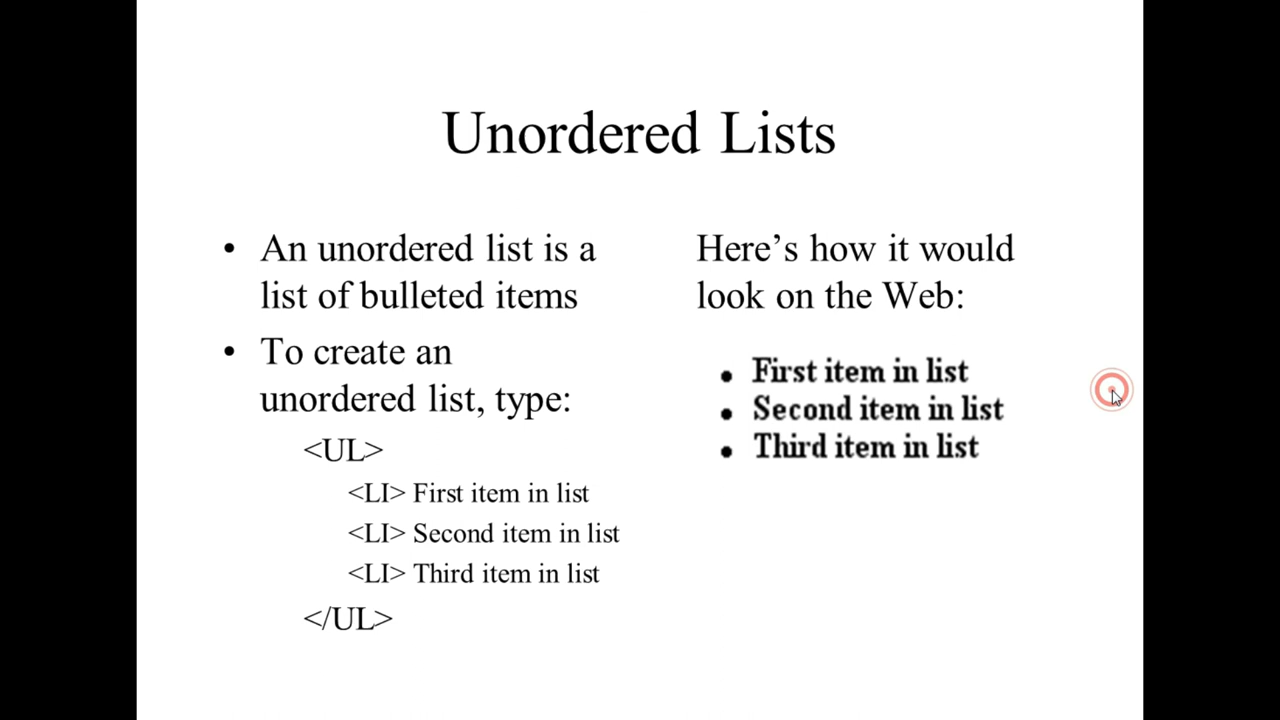 Unordered Lists
• An unordered list is a
list of bulleted items
• To create an
unordered list, type:
<UL>
<LI> First item in list
<LI> Second item in list
<LI> Third item in list
</UL>
Here’s how it would
look on the Web:
• First item in list
• Second item in list
• Third item in list